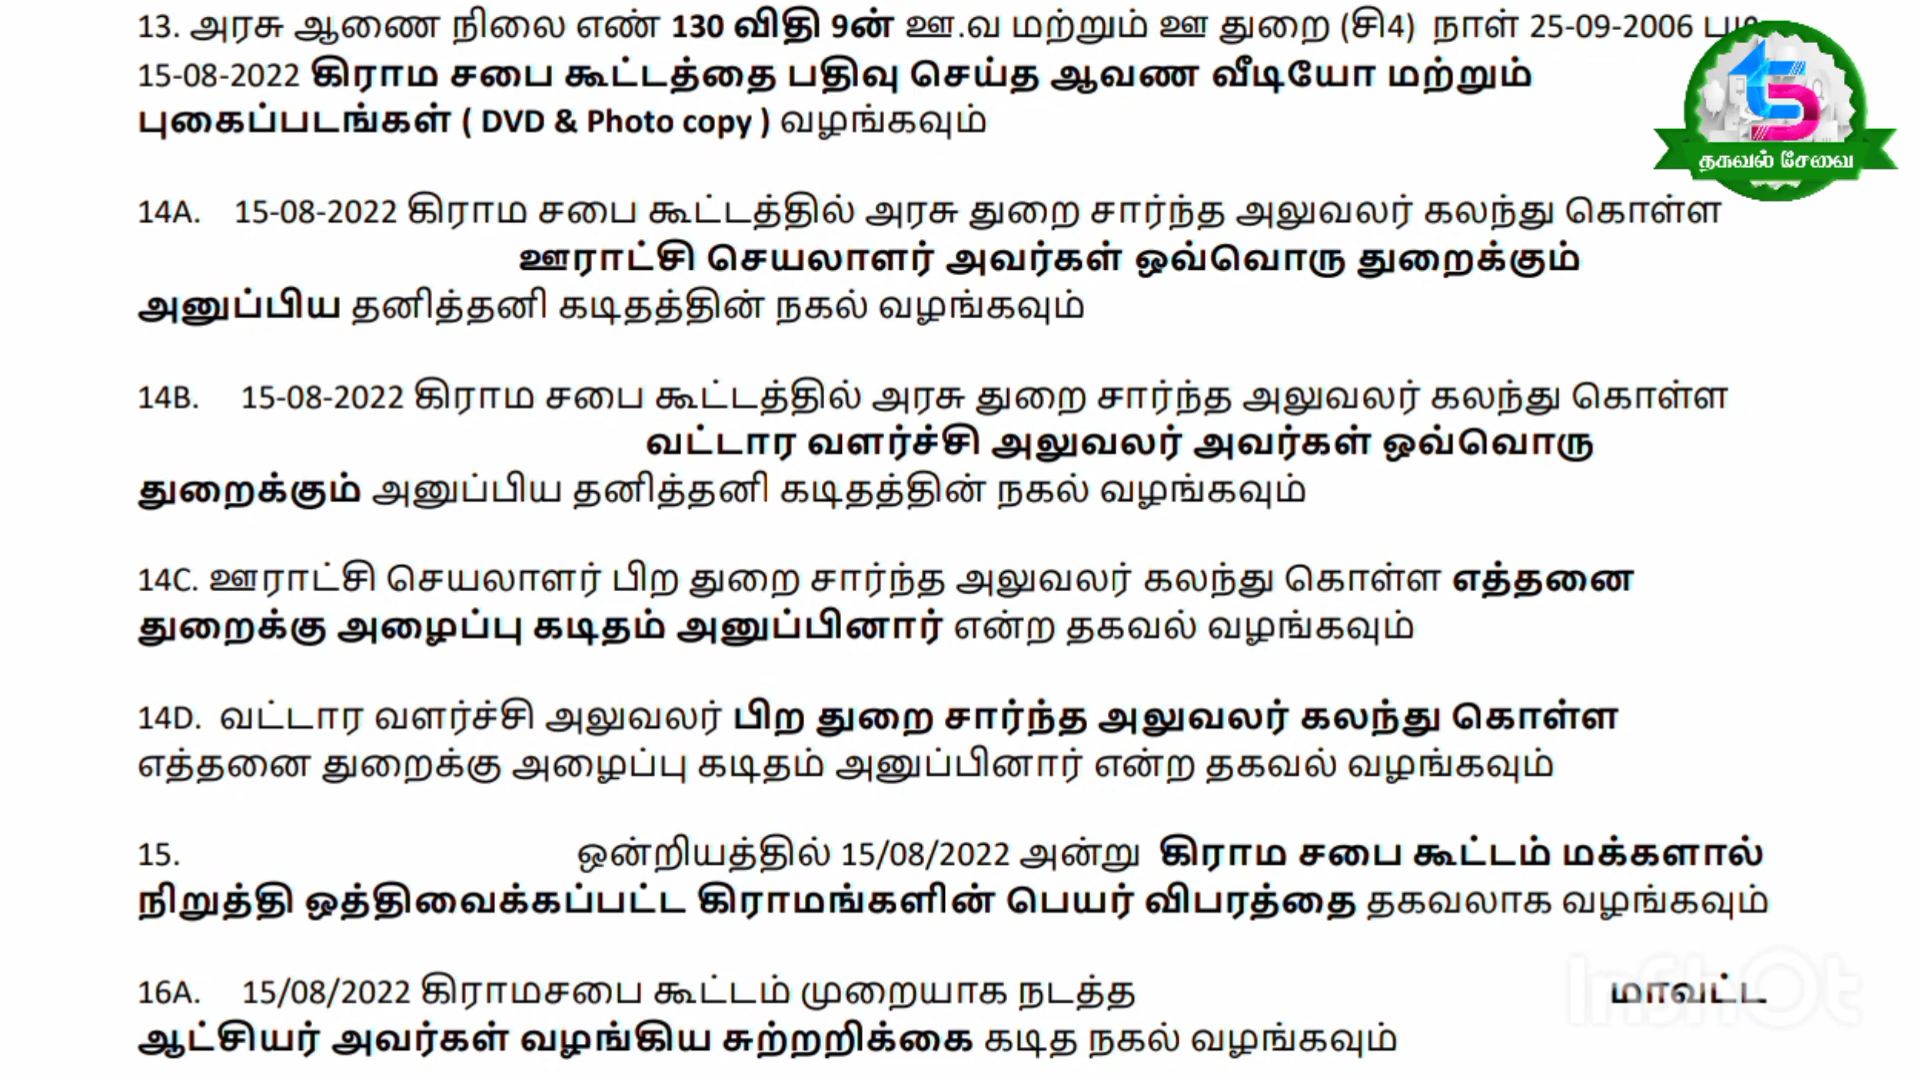 13. அரசு ஆணை நிலை எண் 130 விதி 9ன் ஊ.வ மற்றும் ஊ துறை (சி4) நாள் 25-09-2006 படி
15-08-2022 கிராம சபை கூட்டத்தை பதிவு செய்த ஆவண வீடியோ மற்றும்
புகைப்படங்கள் ( DVD & Photo copy ) வழங்கவும்
தகவல் சேவை
14A. 15-08-2022 கிராம சபை கூட்டத்தில் அரசு துறை சார்ந்த அலுவலர் கலந்து கொள்ள
ஊராட்சி செயலாளர் அவர்கள் ஒவ்வொரு துறைக்கும்
அனுப்பிய தனித்தனி கடிதத்தின் நகல் வழங்கவும்
14B. 15-08-2022 கிராம சபை கூட்டத்தில் அரசு துறை சார்ந்த அலுவலர் கலந்து கொள்ள
வட்டார வளர்ச்சி அலுவலர் அவர்கள் ஒவ்வொரு
துறைக்கும் அனுப்பிய தனித்தனி கடிதத்தின் நகல் வழங்கவும்
14C. ஊராட்சி செயலாளர் பிற துறை சார்ந்த அலுவலர் கலந்து கொள்ள எத்தனை
துறைக்கு அழைப்பு கடிதம் அனுப்பினார் என்ற தகவல் வழங்கவும்
14D. வட்டார வளர்ச்சி அலுவலர் பிற துறை சார்ந்த அலுவலர் கலந்து கொள்ள
எத்தனை துறைக்கு அழைப்பு கடிதம் அனுப்பினார் என்ற தகவல் வழங்கவும்
15. ஒன்றியத்தில் 15/08/2022 அன்று கிராம சபை கூட்டம் மக்களால்
நிறுத்தி ஒத்திவைக்கப்பட்ட கிராமங்களின் பெயர் விபரத்தை தகவலாக வழங்கவும்
16A. 15/08/2022 கிராமசபை கூட்டம் முறையாக நடத்த மாவட்ட
ஆட்சியர் அவர்கள் வழங்கிய சுற்றறிக்கை கடித நகல் வழங்கவும்
InShOt